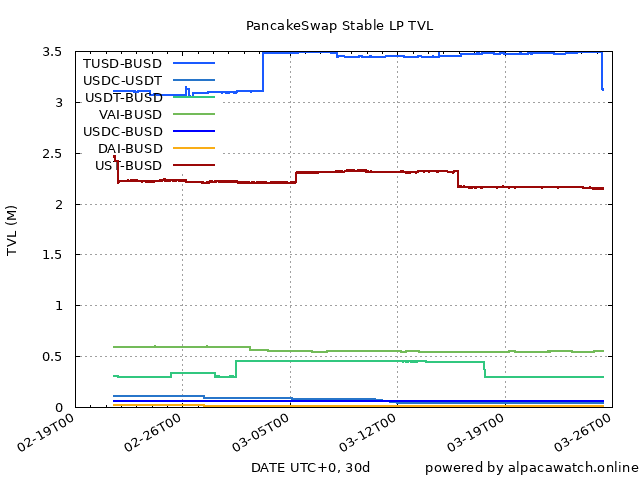 PancakeSwap Stable LP TVL
3.5
3
2.5
2
1.5
1
0.5
0
TVL (M)
TUSD-BUSD
USDC-USDT
USDT-BUSD
VAI-BUSD
USDC-BUSD
DAI-BUSD
UST-BUSD
02-19T00
02-26T00
03-05T00
03-12T00
03-19T00
03-26T00
DATE UTC+0, 30d
powered by alpacawatch.online